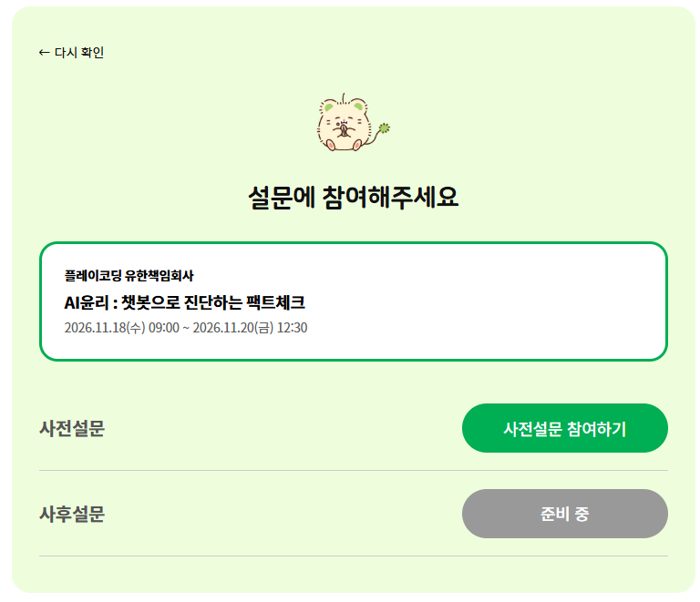 ← 다시 확인
설문에 참여해주세요
플레이코딩 유한책임회사
AI윤리 : 챗봇으로 진단하는 팩트체크
2026.11.18(수) 09:00 ~ 2026.11.20(금) 12:30
사전설문
사전설문 참여하기
사후설문
준비 중